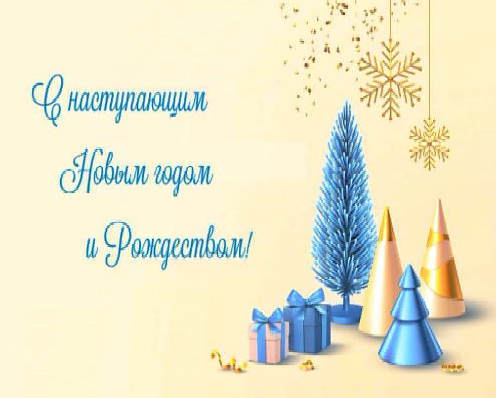 С наступающим
Новым годом
и Рождеством!